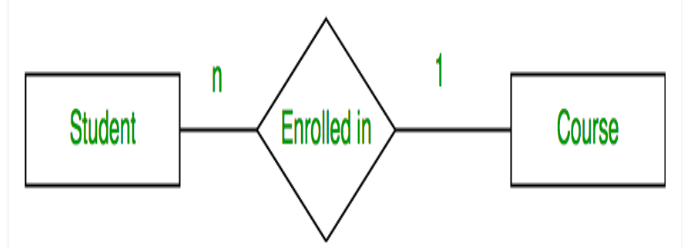 n
1
Student
Enrolled in
Course